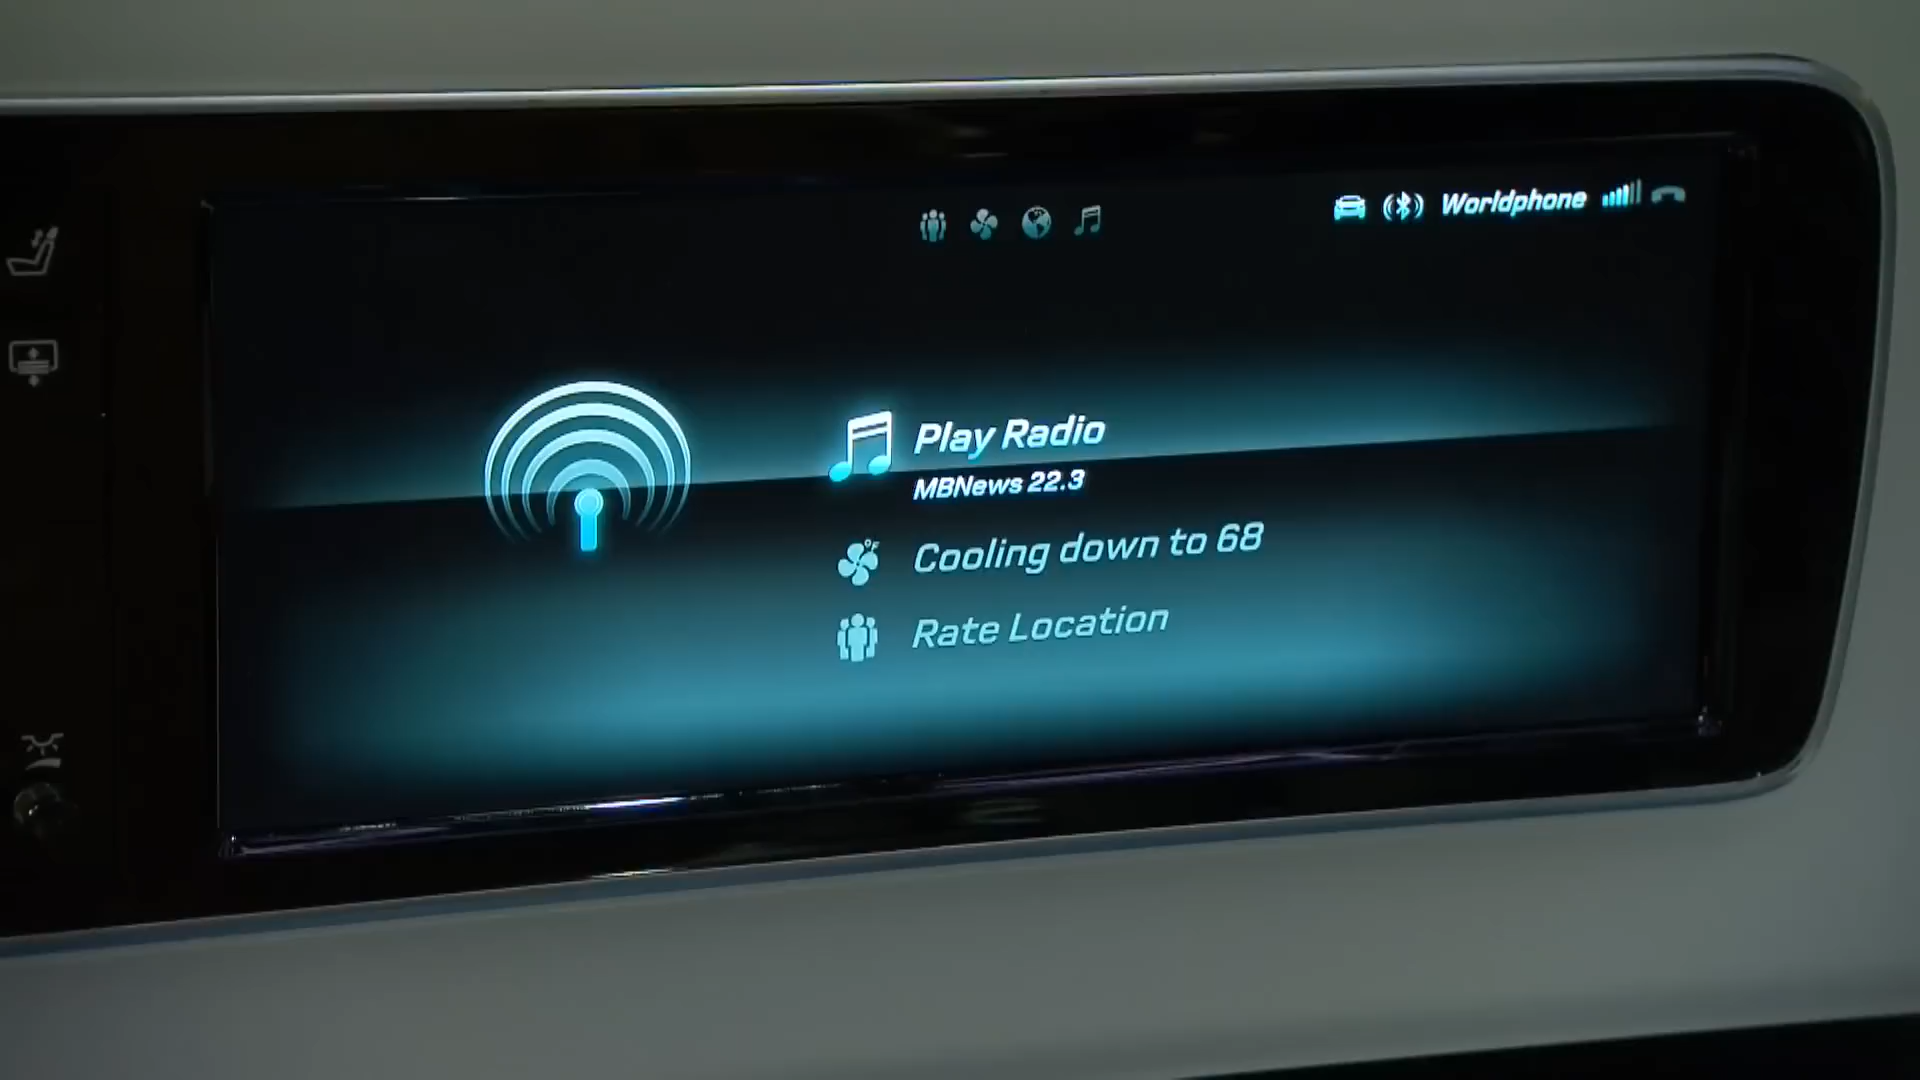 Worldphone
Play Radio
MBNews 22.3
°F
Cooling down to 68
Rate Location